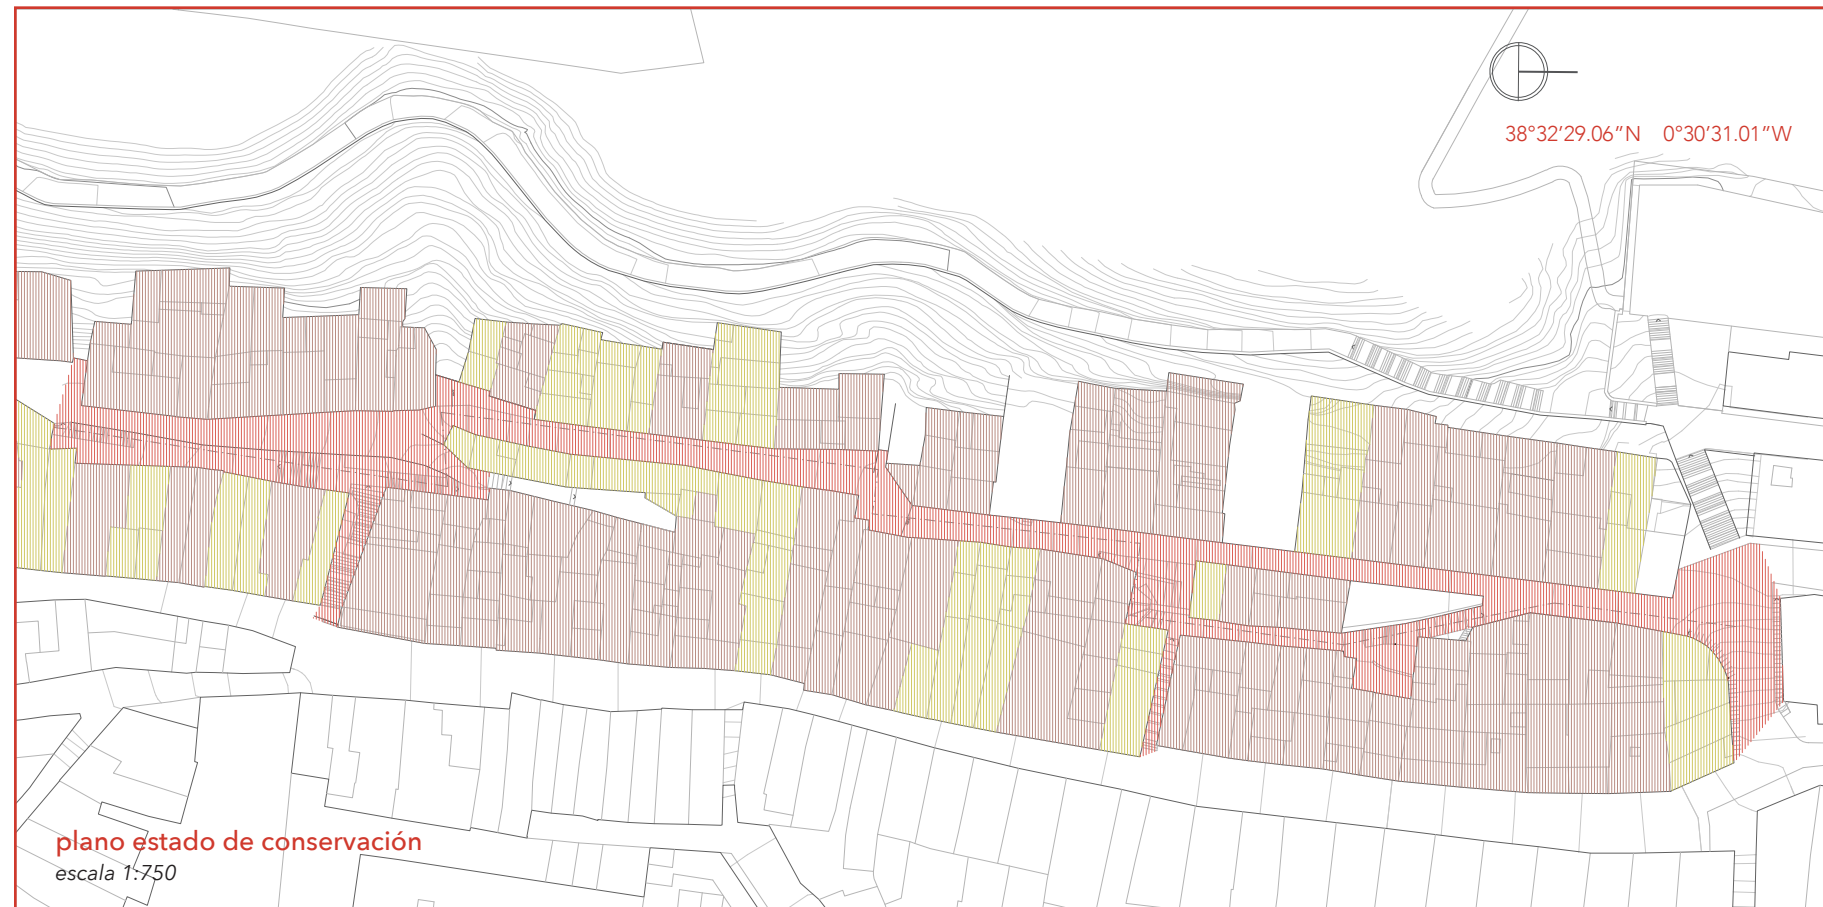 38°32’29.06”N 0°30’31.01”W
plano estado de conservación
escala 1:750